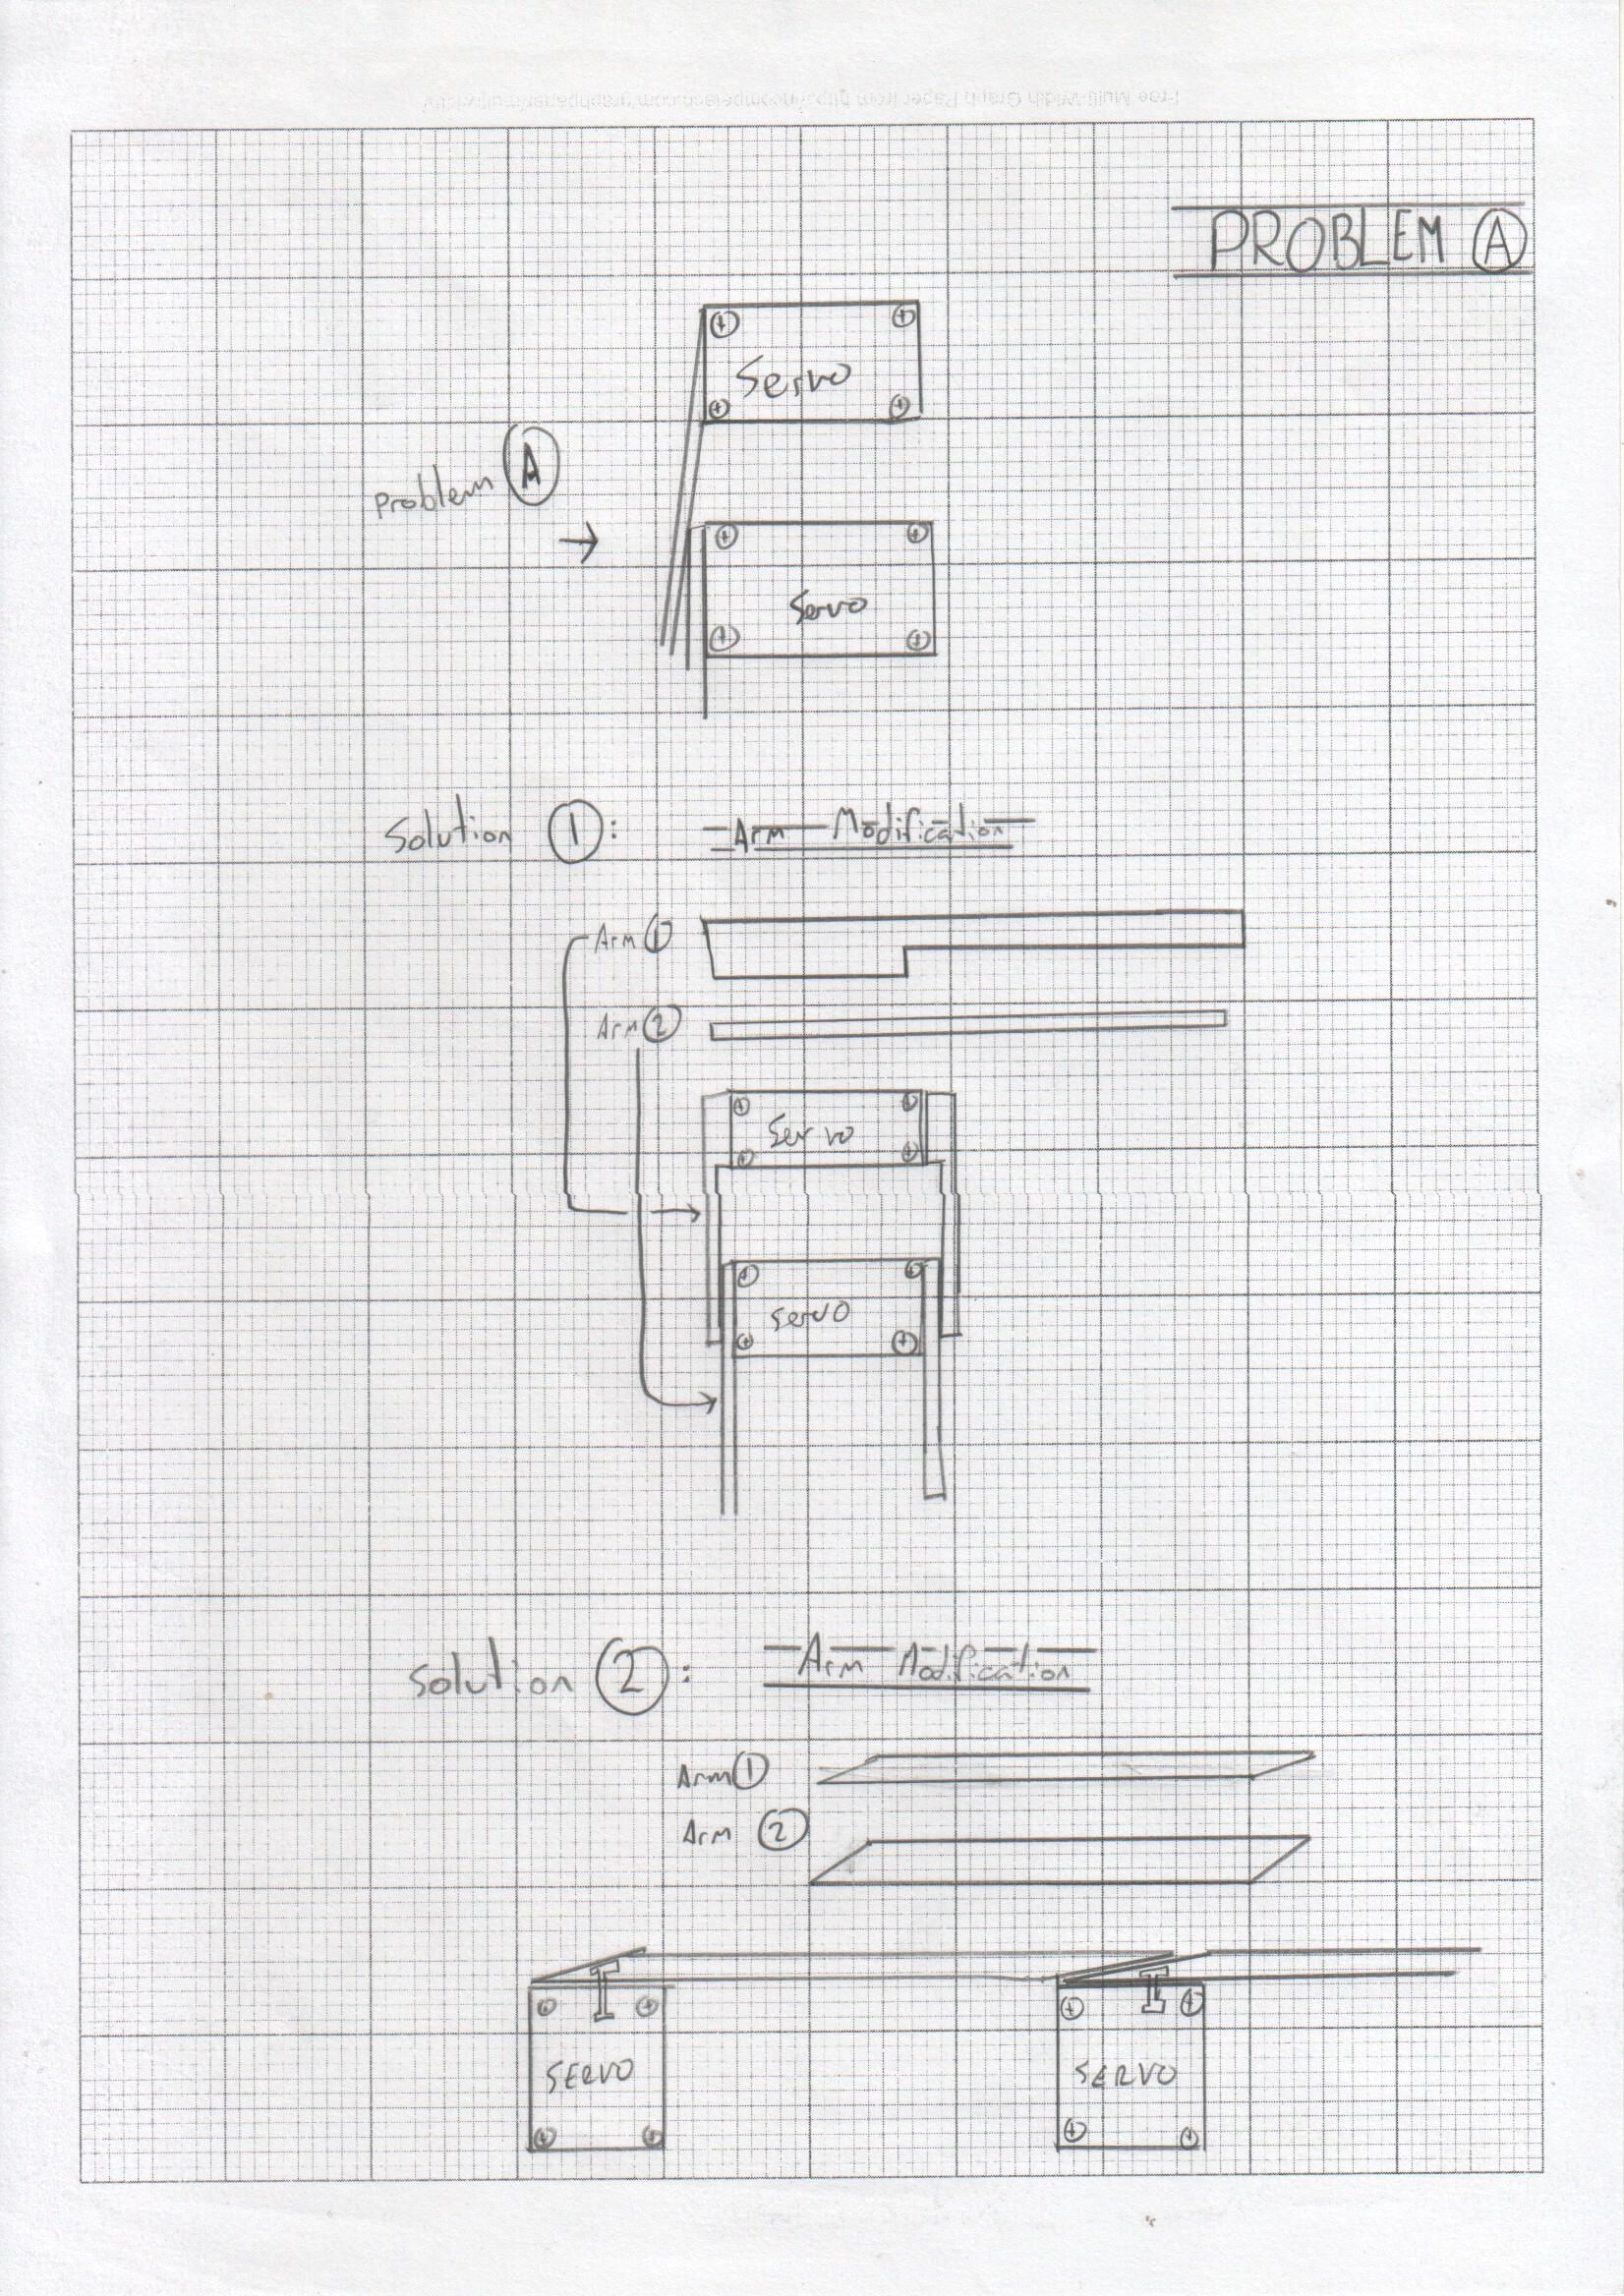 Free Multi-Width Graph Paper from http://incompetech.com/graphpaper/multiwidth/
PROBLEM A
Servo
Problem A
Servo
Solution 1:
Arm Modification
Arm 1
Arm 2
Servo
servo
Solution 2:
Arm Modification
Arm 1
Arm 2
SERVO
SERVO